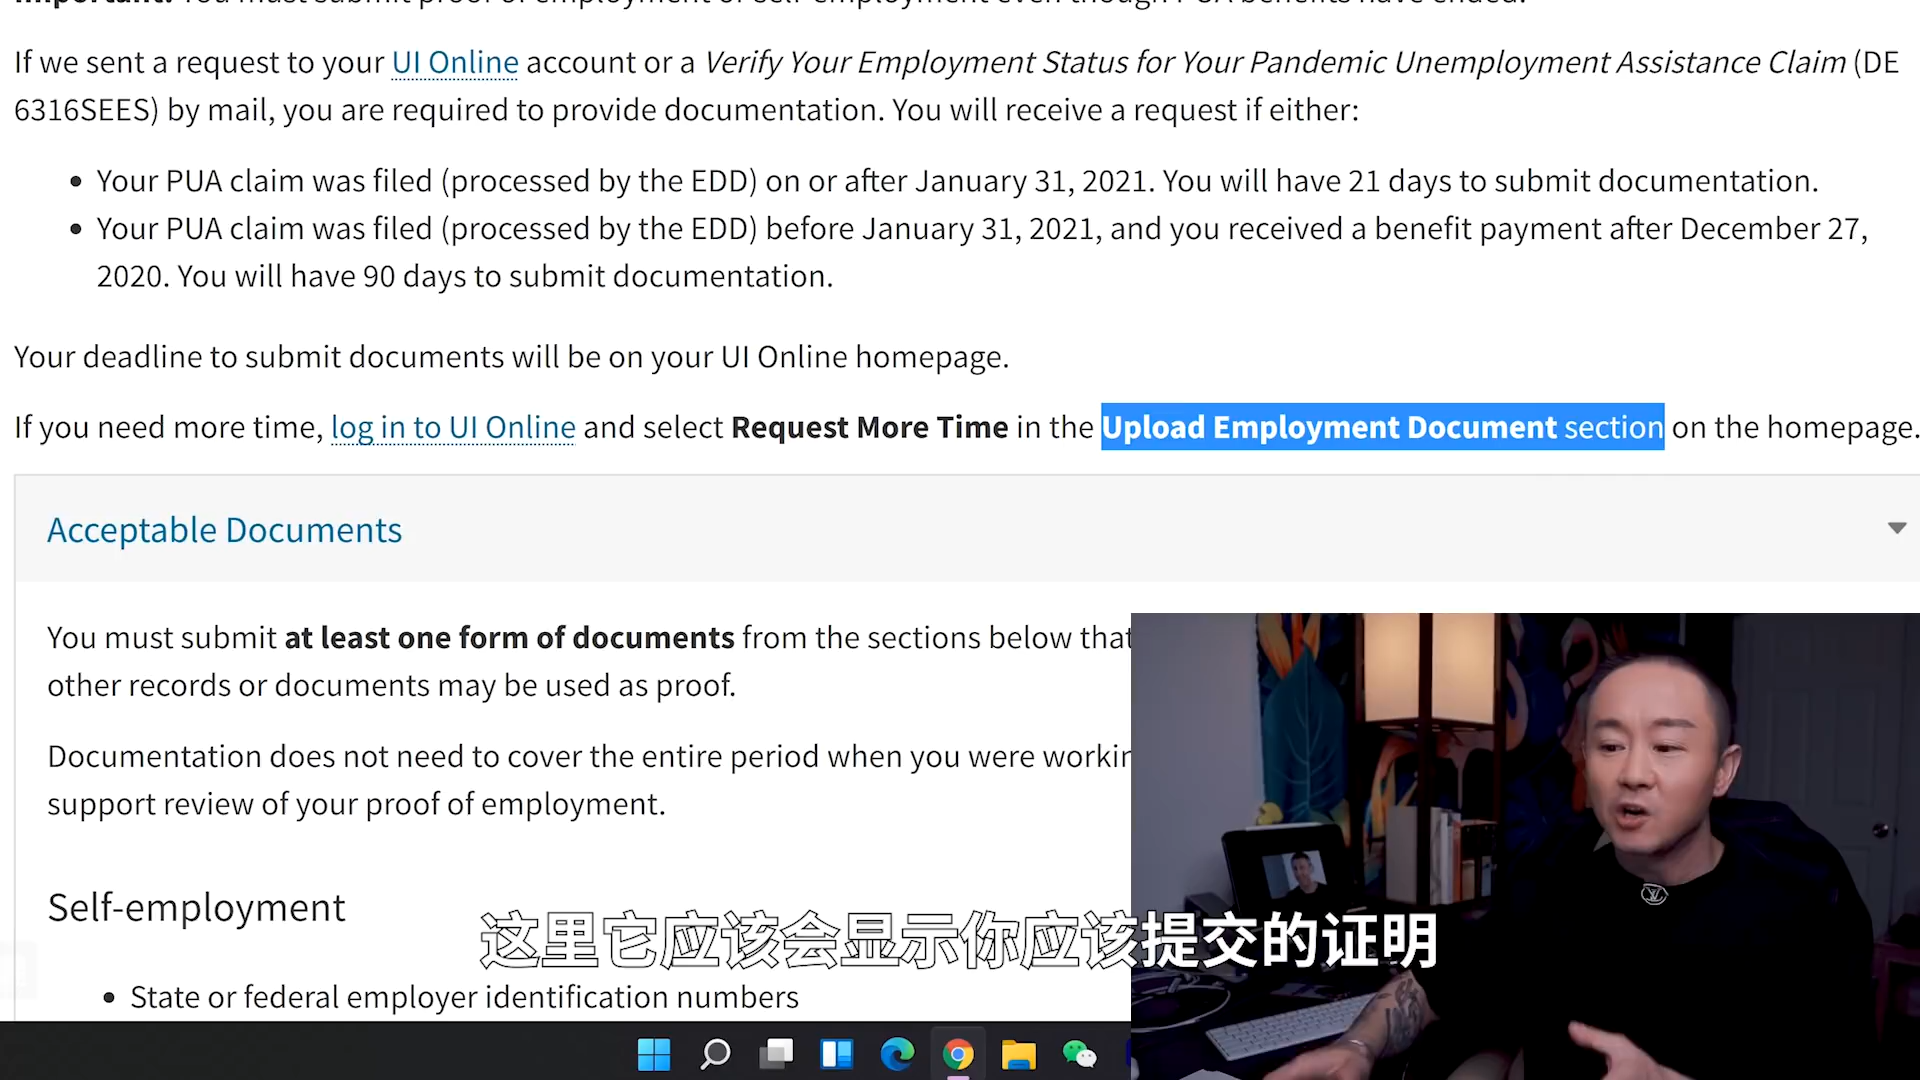 Important: You must submit proof of employment or self-employment even though PUA benefits have ended.
If we sent a request to your UI Online account or a Verify Your Employment Status for Your Pandemic Unemployment Assistance Claim (DE
6316SEES) by mail, you are required to provide documentation. You will receive a request if either:
• Your PUA claim was filed (processed by the EDD) on or after January 31, 2021. You will have 21 days to submit documentation.
• Your PUA claim was filed (processed by the EDD) before January 31, 2021, and you received a benefit payment after December 27,
2020. You will have 90 days to submit documentation.
Your deadline to submit documents will be on your UI Online homepage.
If you need more time, log in to UI Online and select Request More Time in the Upload Employment Document section on the homepage.
Acceptable Documents
You must submit at least one form of documents from the sections below that
other records or documents may be used as proof.
Documentation does not need to cover the entire period when you were workin
support review of your proof of employment.
Self-employment
这里它应该会显示你应该提交的证明
• State or federal employer identification numbers